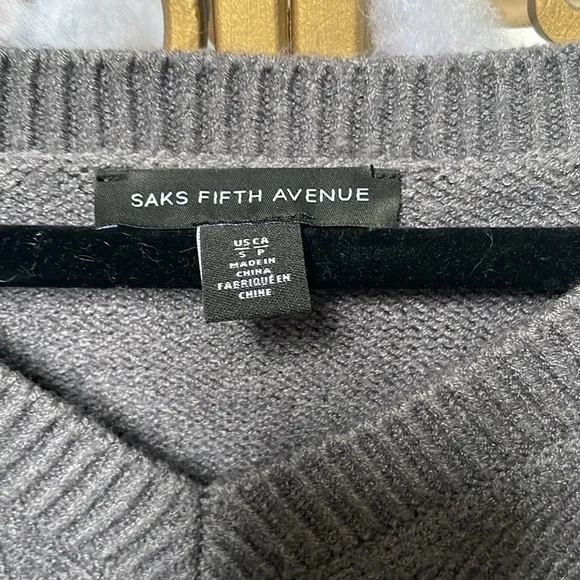 SAKS FIFTH AVENUE
US CA
S P
MADE IN
CHINA
FABRIQUÉ EN
CHINE